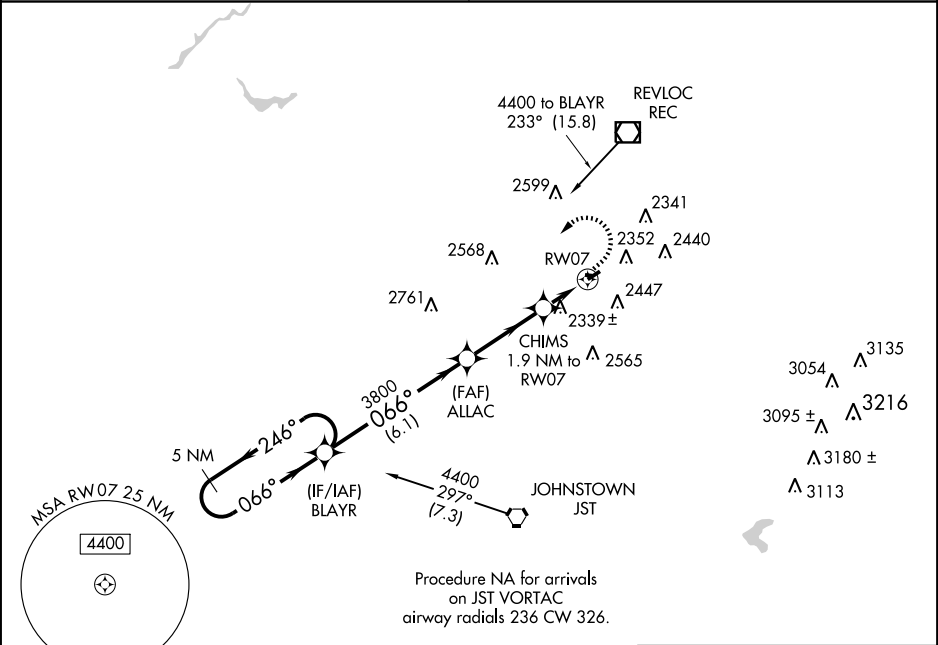 REVLOC
REC
4400 to BLAYR
233° (15.8)
2599
2341
2352
2440
2568
RW07
2761
2447
2339 ±
CHIMS
1.9 NM to
RW07
2565
3135
3054
3216
3095 ±
3180 ±
3113
(FAF)
ALLAC
3800
066°
(6.1)
246°
5 NM
066°
(IF/IAF)
BLAYR
4400
297°
(7.3)
JOHNSTOWN
JST
MSA RW07 25 NM
4400
Procedure NA for arrivals
on JST VORTAC
airway radials 236 CW 326.